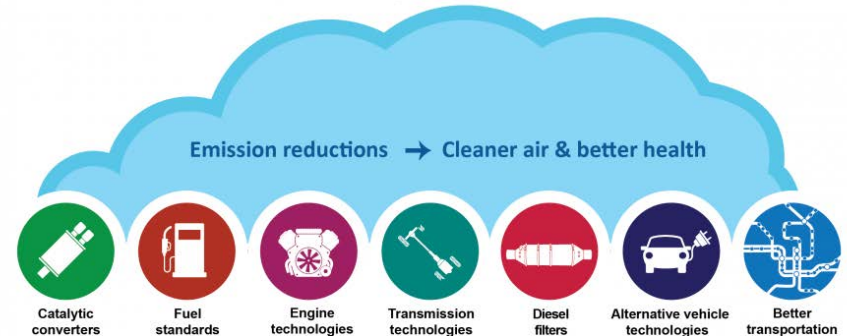 Emission reductions → Cleaner air & better health
Catalytic
converters
Fuel
standards
Engine
technologies
Transmission
technologies
Diesel
filters
Alternative vehicle
technologies
Better
transportation